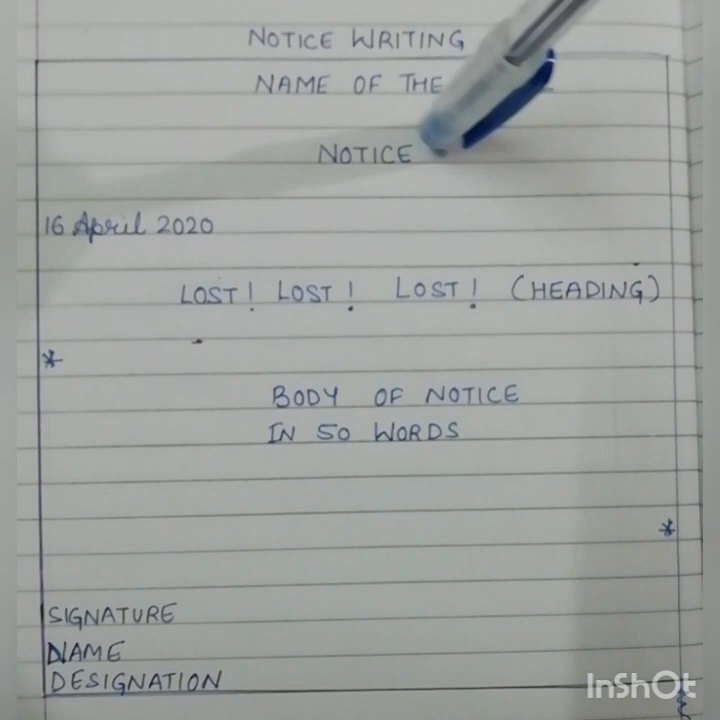 NOTICE WRITING
NAME OF THE
NOTICE
16 April 2020
LOST! LOST! LOST! (HEADING)
*
BODY OF NOTICE
IN 50 WORDS
*
SIGNATURE
NAME
DESIGNATION
InShOt